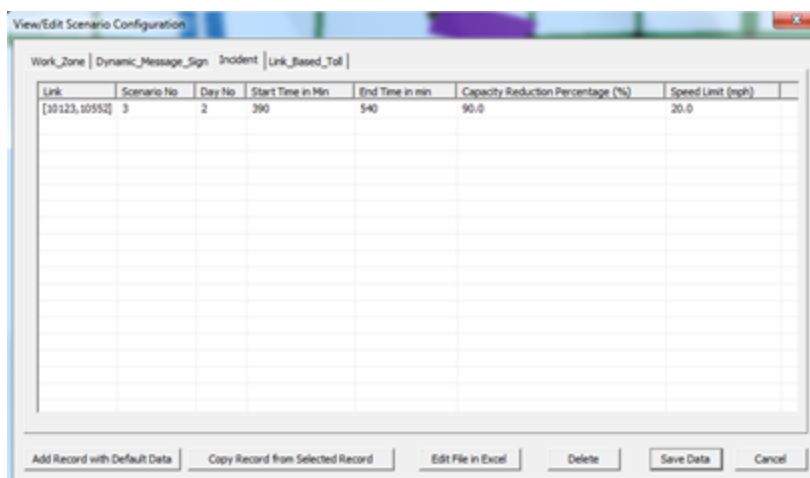 View/Edit Scenario Configuration
Work_Zone Dynamic_Message_Sign Incident Link_Based_Toll
Link Scenario No Day No Start Time in Min End Time in min Capacity Reduction Percentage (%) Speed Limit (mph)
[10123,10552] 3 2 390 540 90.0 20.0
Add Record with Default Data Copy Record from Selected Record Edit File in Excel Delete Save Data Cancel